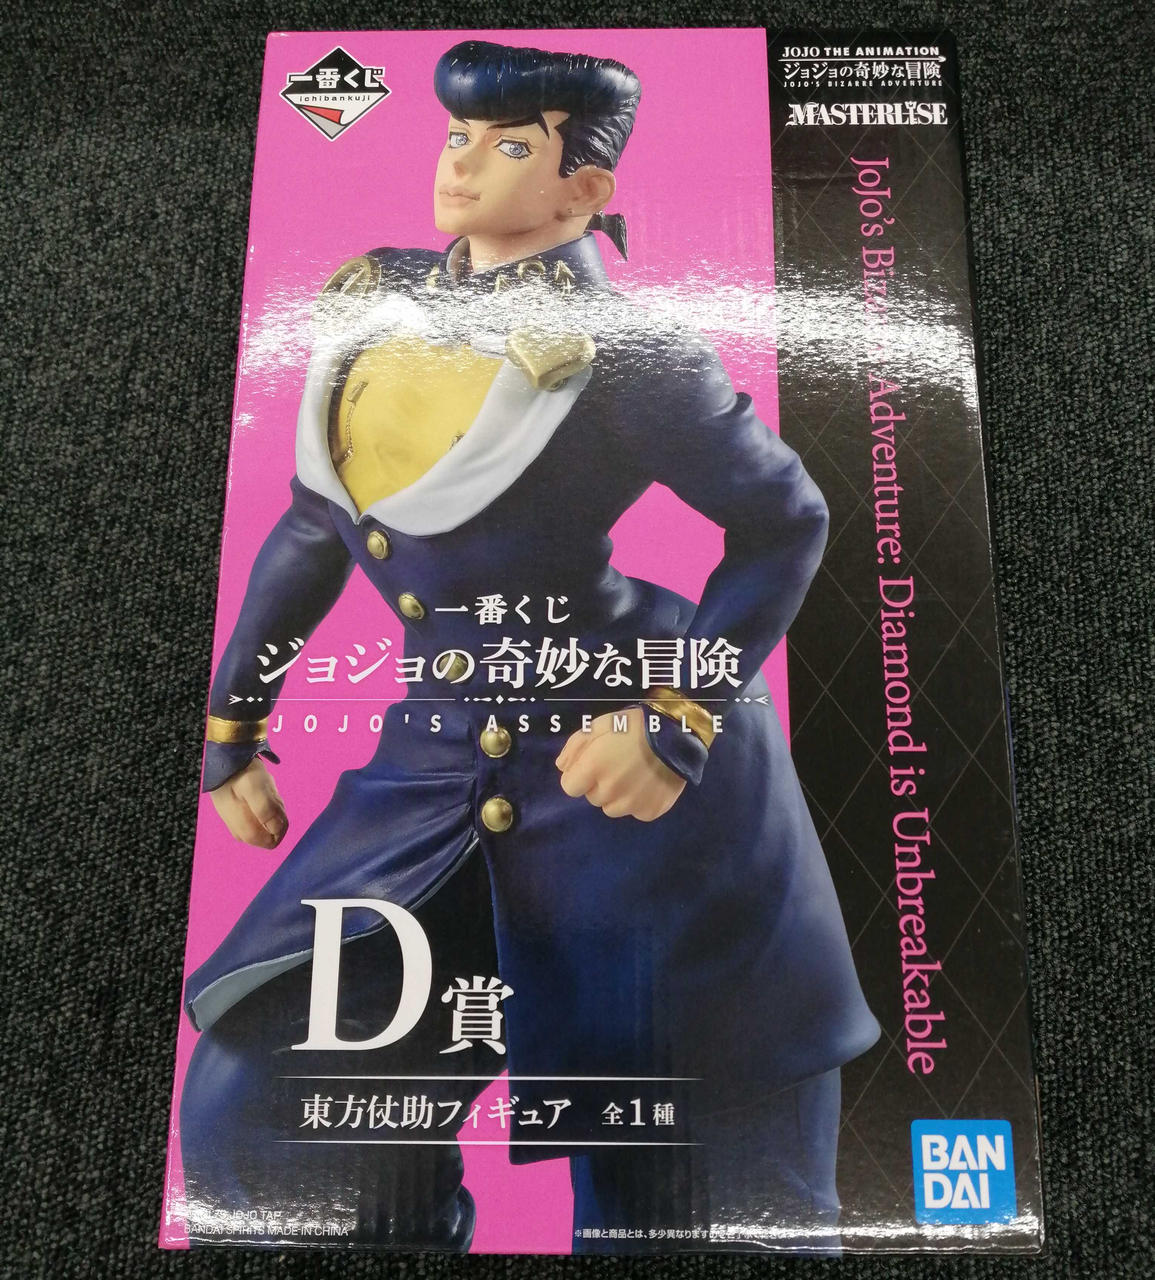 一番くじ
ichibankuji
JOJO THE ANIMATION
ジョジョの奇妙な冒険
JOJO'S BIZARRE ADVENTURE
MASTERLISE
JoJo's Adventure: Diamond is Unbreakable
一番くじ
ジョジョの奇妙な冒険
JOJO'S ASSEMBLE
D賞
東方仗助フィギュア 全1種
BAN
DAI
JOJO TAP
BANDAI SPIRITS MADE IN CHINA
※画像と商品とは、多少異なります